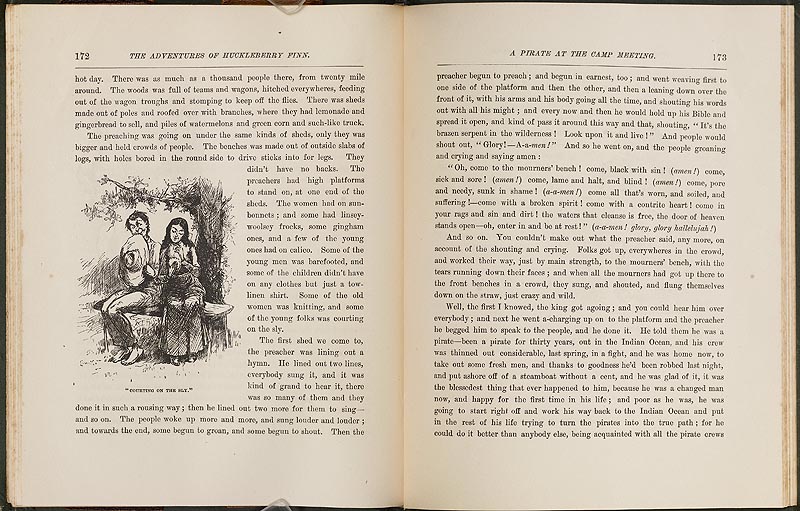 172
THE ADVENTURES OF HUCKLEBERRY FINN.
hot day. There was as much as a thousand people there, from twenty mile
around. The woods was full of teams and wagons, hitched everywheres, feeding
out of the wagon troughs and stomping to keep off the flies. There was sheds
made out of poles and roofed over with branches, where they had lemonade and
gingerbread to sell, and piles of watermelons and green corn and such-like truck.
The preaching was going on under the same kinds of sheds, only they was
bigger and held crowds of people. The benches was made out of outside slabs of
logs, with holes bored in the round side to drive sticks into for legs. They
didn't have no backs. The
preachers had high platforms
to stand on, at one end of the
sheds. The women had on sun-
bonnets; and some had linsey-
woolsey frocks, some gingham
ones, and a few of the young
ones had on calico. Some of the
young men was barefooted, and
some of the children didn't have
on any clothes but just a tow-
linen shirt. Some of the old
women was knitting, and some
of the young folks was courting
on the sly.
The first shed we come to,
the preacher was lining out a
hymn. He lined out two lines,
everybody sung it, and it was
kind of grand to hear it, there
was so many of them and they
"COURTING ON THE SLY."
done it in such a rousing way; then he lined out two more for them to sing—
and so on. The people woke up more and more, and sung louder and louder;
and towards the end, some begun to groan, and some begun to shout. Then the
A PIRATE AT THE CAMP MEETING.
173
preacher begun to preach; and begun in earnest, too; and went weaving first to
one side of the platform and then the other, and then a leaning down over the
front of it, with his arms and his body going all the time, and shouting his words
out with all his might; and every now and then he would hold up his Bible and
spread it open, and kind of pass it around this way and that, shouting, "It's the
brazen serpent in the wilderness! Look upon it and live!" And people would
shout out, "Glory!—A-a-men!" And so he went on, and the people groaning
and crying and saying amen:
"Oh, come to the mourners' bench! come, black with sin! (amen!) come,
sick and sore! (amen!) come, lame and halt, and blind! (amen!) come, pore
and needy, sunk in shame! (a-a-men!) come all that's worn, and soiled, and
suffering!—come with a broken spirit! come with a contrite heart! come in
your rags and sin and dirt! the waters that cleanse is free, the door of heaven
stands open—oh, enter in and be at rest!" (a-a-men! glory, glory hallelujah!)
And so on. You couldn't make out what the preacher said, any more, on
account of the shouting and crying. Folks got up, everywheres in the crowd,
and worked their way, just by main strength, to the mourners' bench, with the
tears running down their faces; and when all the mourners had got up there to
the front benches in a crowd, they sung, and shouted, and flung themselves
down on the straw, just crazy and wild.
Well, the first I knowed, the king got agoing; and you could hear him over
everybody; and next he went a-charging up on to the platform and the preacher
he begged him to speak to the people, and he done it. He told them he was a
pirate—been a pirate for thirty years, out in the Indian Ocean, and his crew
was thinned out considerable, last spring, in a fight, and he was home now, to
take out some fresh men, and thanks to goodness he'd been robbed last night,
and put ashore off of a steamboat without a cent, and he was glad of it, it was
the blessedest thing that ever happened to him, because he was a changed man
now, and happy for the first time in his life; and poor as he was, he was
going to start right off and work his way back to the Indian Ocean and put
in the rest of his life trying to turn the pirates into the true path; for he
could do it better than anybody else, being acquainted with all the pirate crews